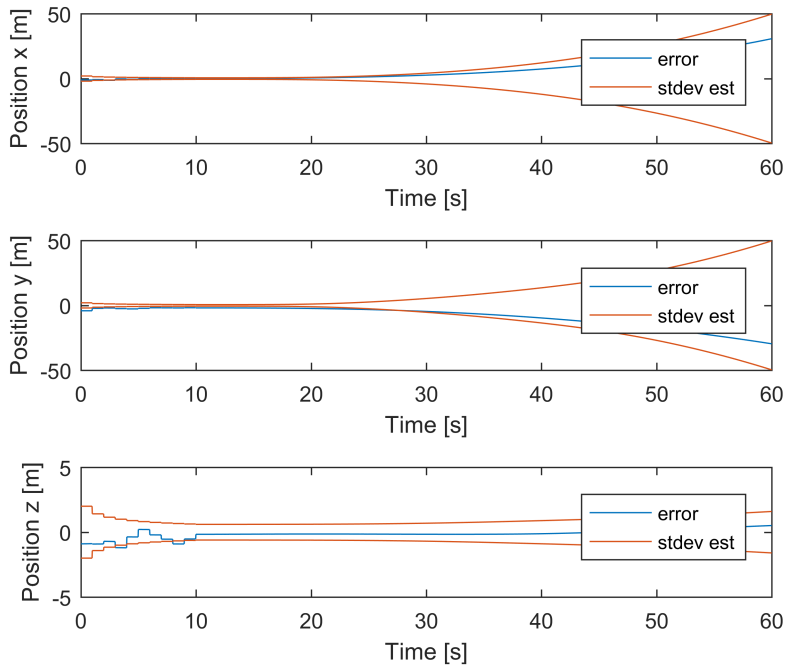 Position x [m]
50
0
-50
error
stdev est
0 10 20 30 40 50 60
Time [s]
Position y [m]
50
0
-50
error
stdev est
0 10 20 30 40 50 60
Time [s]
Position z [m]
5
0
-5
error
stdev est
0 10 20 30 40 50 60
Time [s]